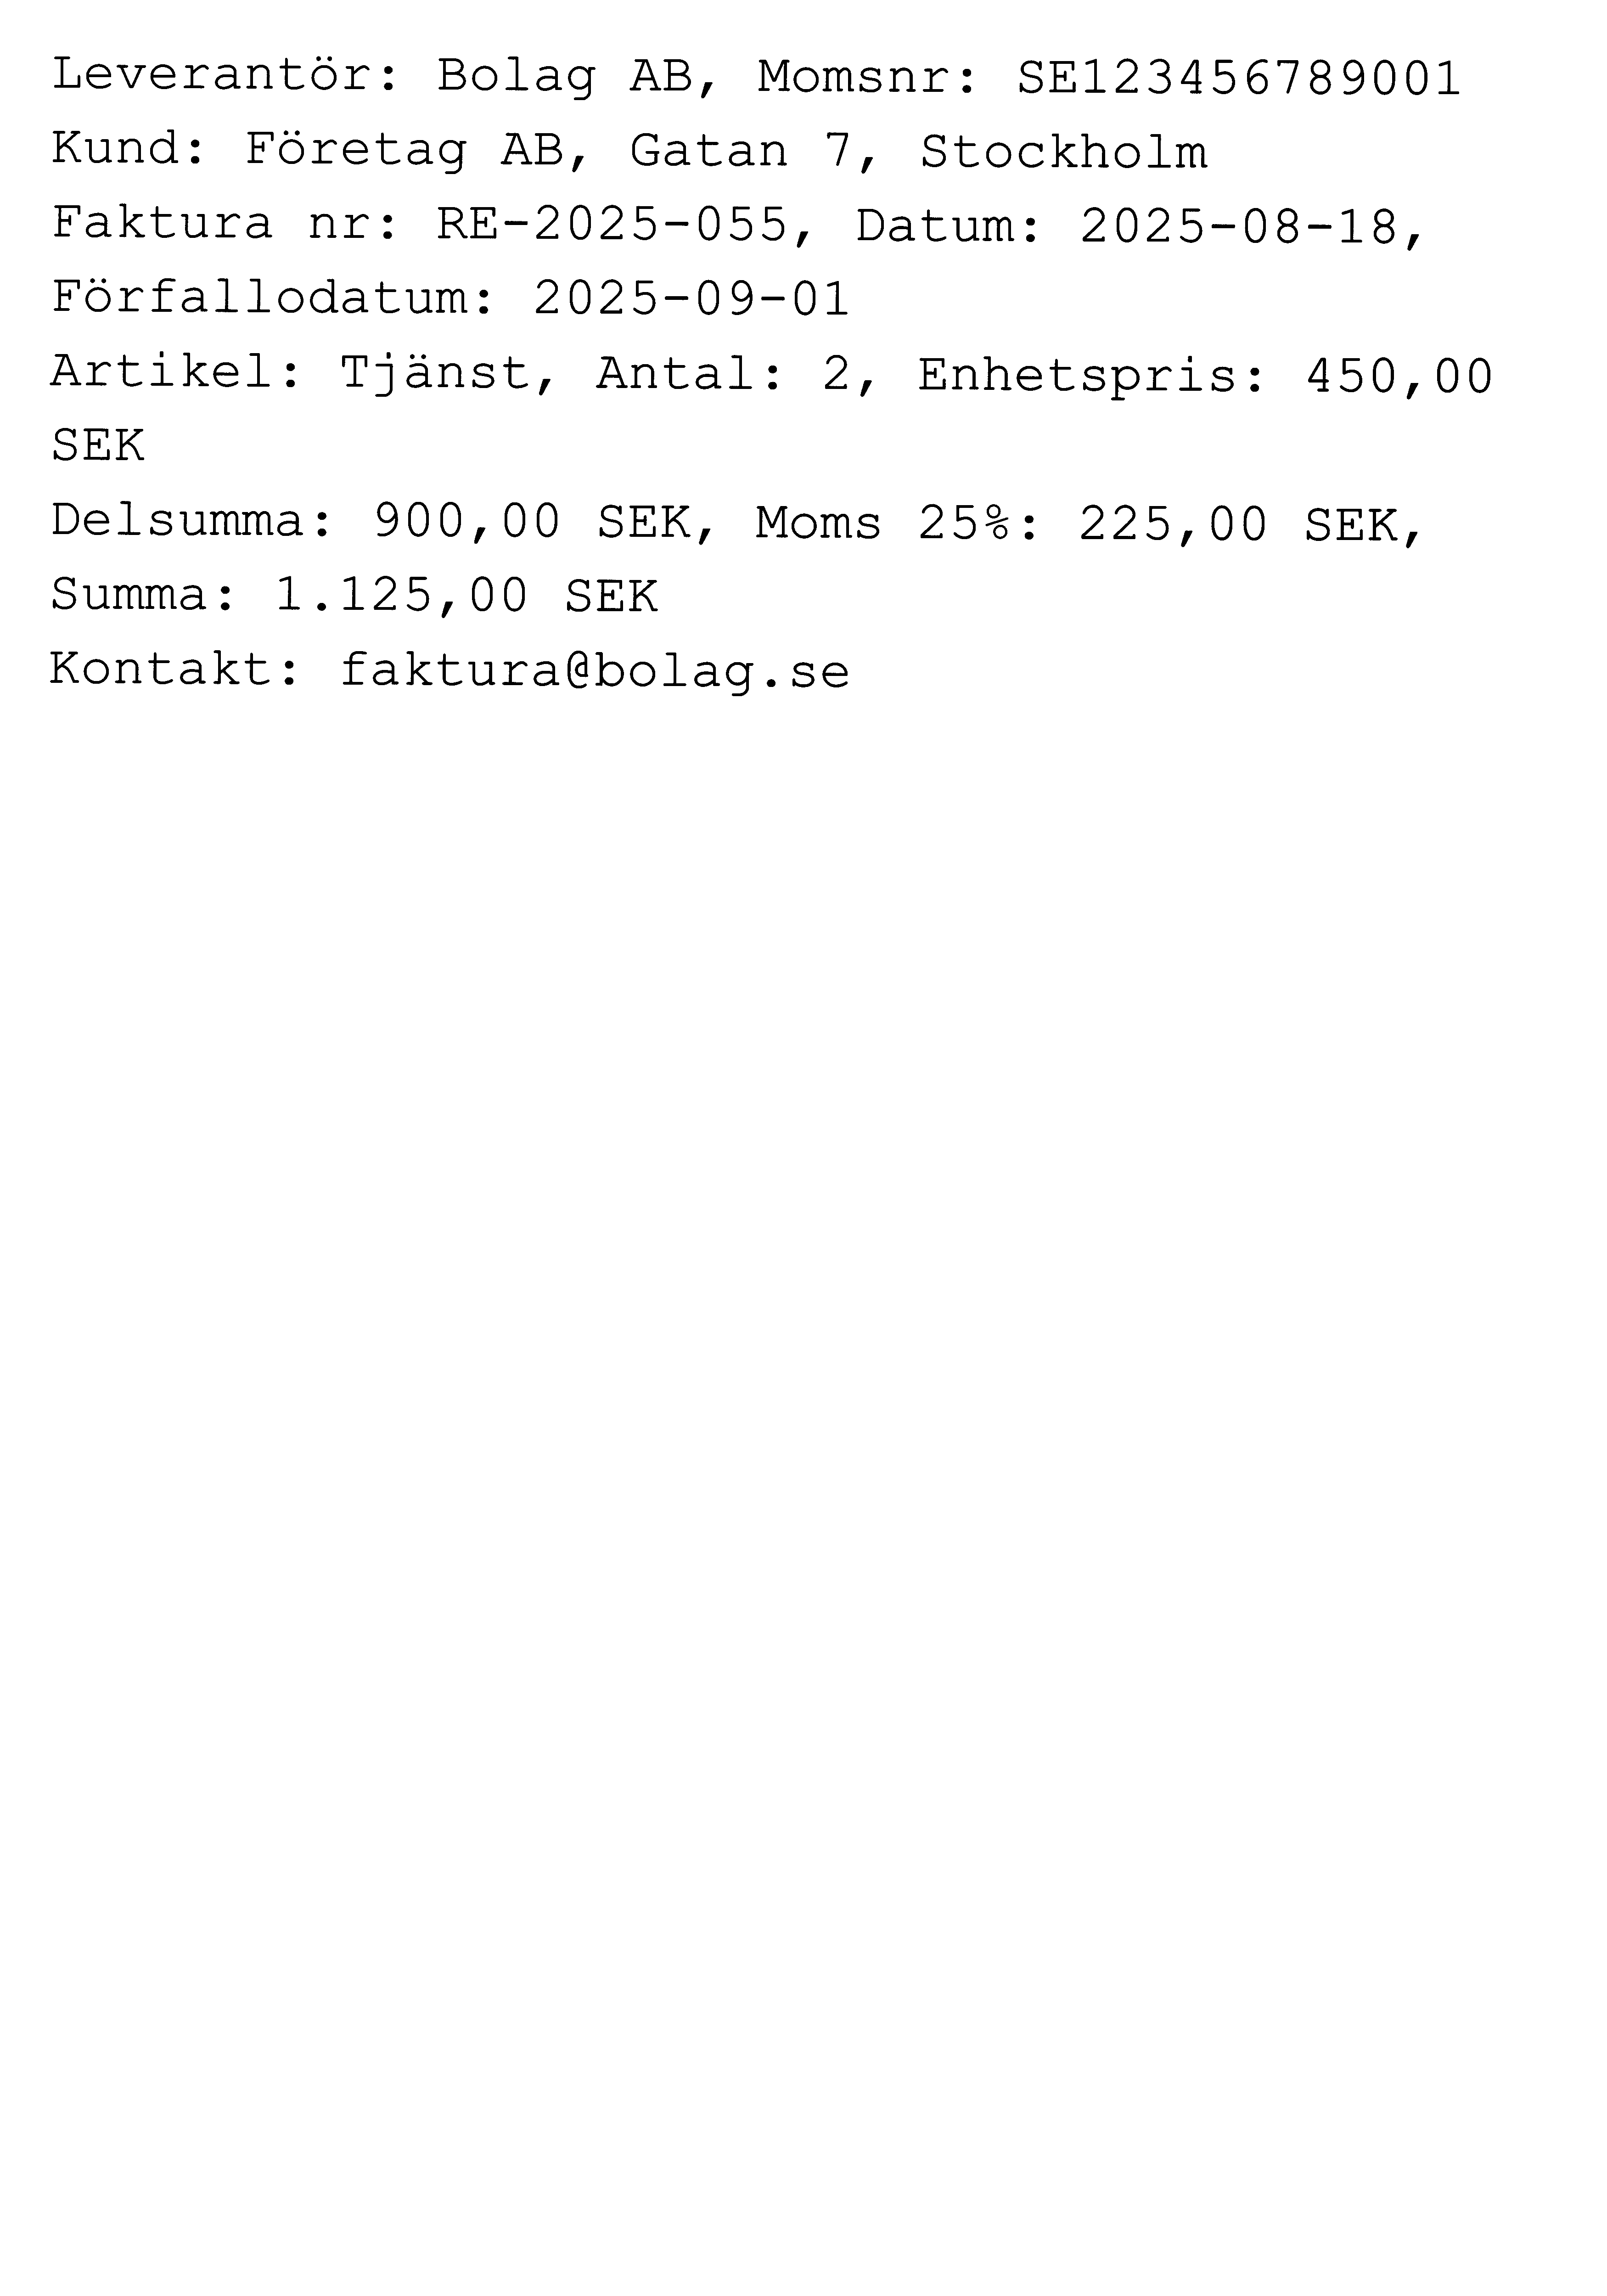 Leverantör: Bolag AB, Momsnr: SE123456789001
Kund: Företag AB, Gatan 7, Stockholm
Faktura nr: RE-2025-055, Datum: 2025-08-18,
Förfallodatum: 2025-09-01
Artikel: Tjänst, Antal: 2, Enhetspris: 450,00
SEK
Delsumma: 900,00 SEK, Moms 25%: 225,00 SEK,
Summa: 1.125,00 SEK
Kontakt: faktura@bolag.se